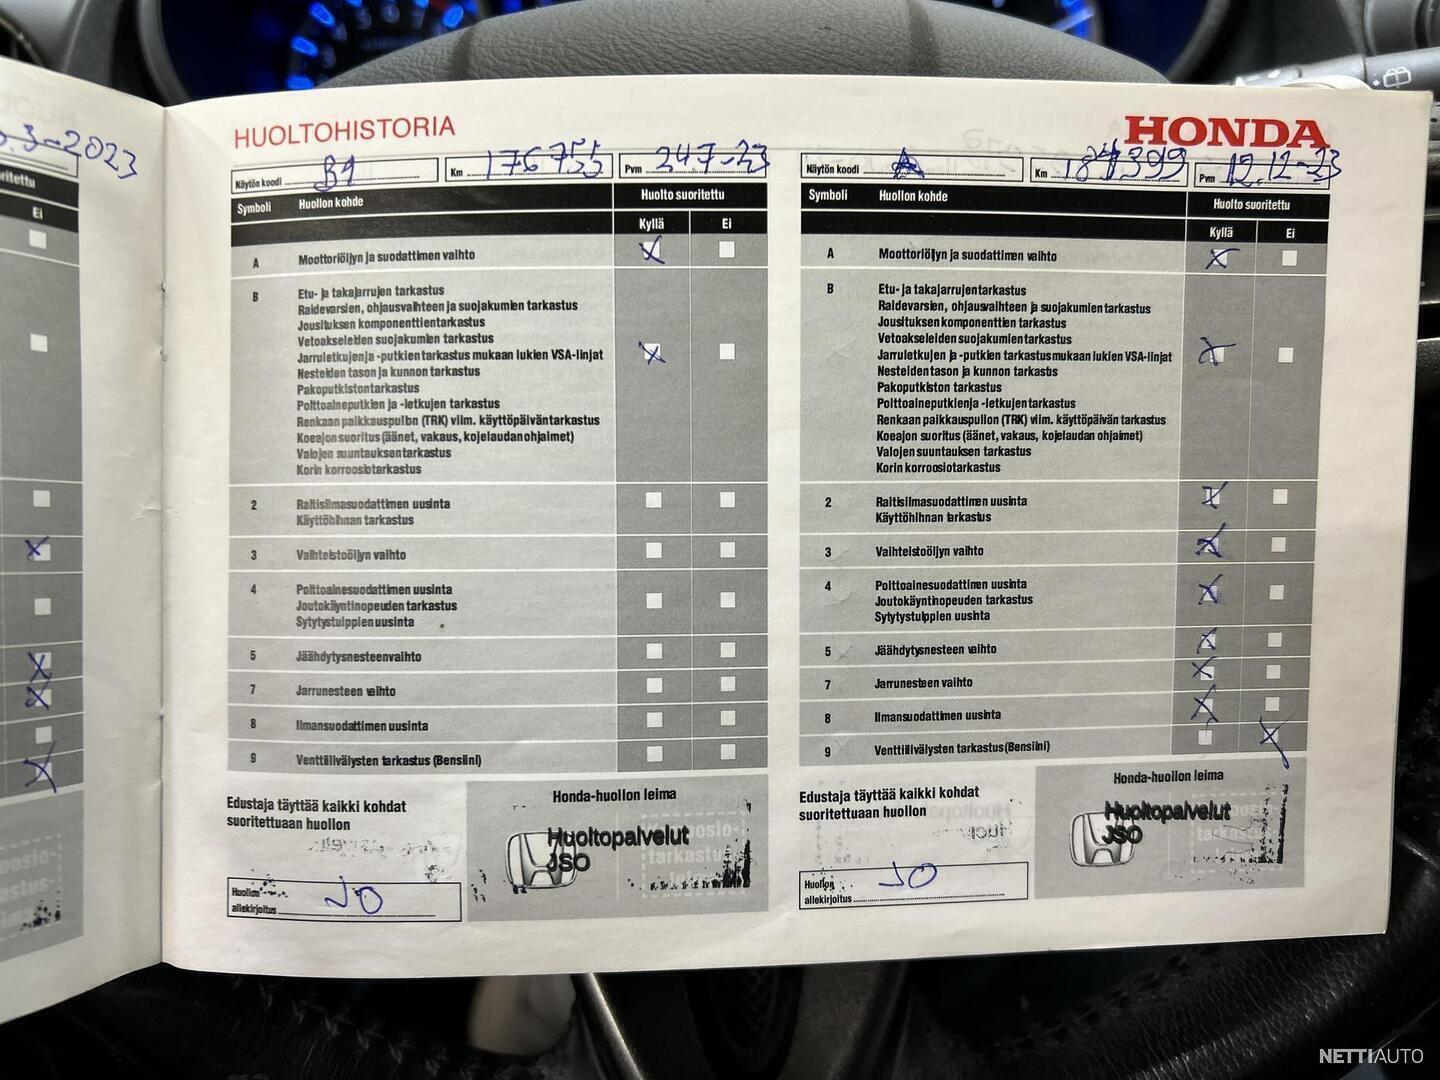 3-2023
ritettu
Ei
HUOLTOHISTORIA
HONDA
Näytön koodi B1 Km 176755 Pvm 247-23
Symboli Huollon kohde Huolto suoritettu
Kyllä Ei
A Moottoriöljyn ja suodattimen vaihto
B Etu- ja takajarrujen tarkastus
Raidevarsien, ohjausvaihteen ja suojakumien tarkastus
Jousituksen komponenttien tarkastus
Vetoakseleiden suojakumien tarkastus
Jarruletkujen ja -putkien tarkastus mukaan lukien VSA-linjat
Nesteiden tason ja kunnon tarkastus
Pakoputkiston tarkastus
Polttoaineputkien ja -letkujen tarkastus
Renkaan paikkauspullon (TRK) viim. käyttöpäivän tarkastus
Koeajon suoritus (äänet, vakaus, kojelaudan ohjaimet)
Valojen suuntauksen tarkastus
Korin korroosiotarkastus
2 Raitisilmasuodattimen uusinta
Käyttöhihnan tarkastus
3 Vaihteistoöljyn vaihto
4 Polttoainesuodattimen uusinta
Joutokäyntinopeuden tarkastus
Sytytystulppien uusinta
5 Jäähdytysnesteen vaihto
7 Jarrunesteen vaihto
8 Ilmansuodattimen uusinta
9 Venttiilivälysten tarkastus (Bensiini)
Edustaja täyttää kaikki kohdat
suoritettuaan huollon
Honda-huollon leima
Huoltopalvelut
JSO
Huollon
allekirjoitus JO
Näytön koodi A Km Pvm 12.12-23
Symboli Huollon kohde Huolto suoritettu
Kyllä Ei
A Moottoriöljyn ja suodattimen vaihto
B Etu- ja takajarrujen tarkastus
Raidevarsien, ohjausvaihteen ja suojakumien tarkastus
Jousituksen komponenttien tarkastus
Vetoakseleiden suojakumien tarkastus
Jarruletkujen ja -putkien tarkastus mukaan lukien VSA-linjat
Nesteiden tason ja kunnon tarkastus
Pakoputkiston tarkastus
Polttoaineputkien ja -letkujen tarkastus
Renkaan paikkauspullon (TRK) viim. käyttöpäivän tarkastus
Koeajon suoritus (äänet, vakaus, kojelaudan ohjaimet)
Valojen suuntauksen tarkastus
Korin korroosiotarkastus
2 Raitisilmasuodattimen uusinta
Käyttöhihnan tarkastus
3 Vaihteistoöljyn vaihto
4 Polttoainesuodattimen uusinta
Joutokäyntinopeuden tarkastus
Sytytystulppien uusinta
5 Jäähdytysnesteen vaihto
7 Jarrunesteen vaihto
8 Ilmansuodattimen uusinta
9 Venttiilivälysten tarkastus (Bensiini)
Edustaja täyttää kaikki kohdat
suoritettuaan huollon
Honda-huollon leima
Huoltopalvelut
JSO
Huollon
allekirjoitus JO
NETTIAUTO